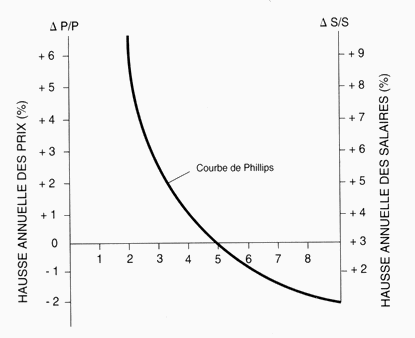 Δ P/P
Δ S/S
HAUSSE ANNUELLE DES PRIX (%)
+ 6
+ 5
+ 4
+ 3
+ 2
+ 1
0
- 1
- 2
Courbe de Phillips
1 2 3 4 5 6 7 8
+ 9
+ 8
+ 7
+ 6
+ 5
+ 4
+ 3
+ 2
HAUSSE ANNUELLE DES SALAIRES (%)